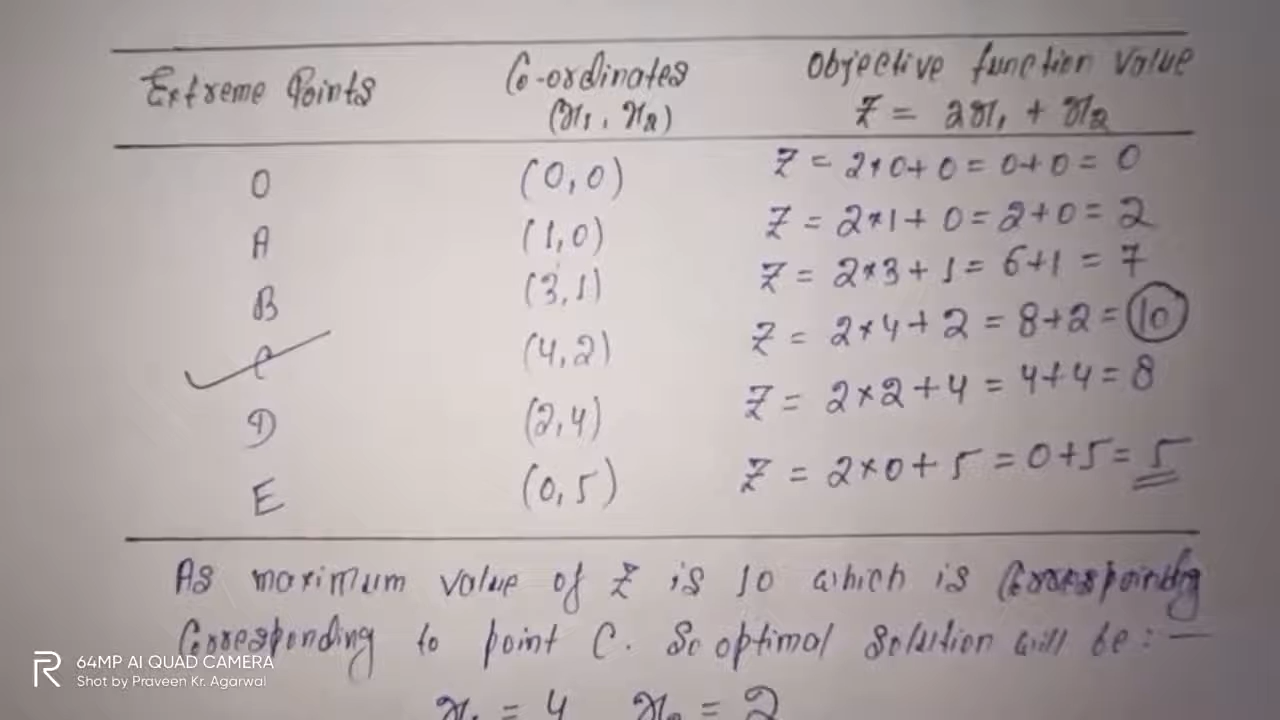 Extreme Points Co-ordinates Objective function value
(x₁, x₂) Z = 2x₁ + x₂
O (0,0) Z = 2*0+0 = 0+0 = 0
A (1,0) Z = 2*1+0 = 2+0 = 2
B (3,1) Z = 2*3+1 = 6+1 = 7
C (4,2) Z = 2*4+2 = 8+2 = 10
D (2,4) Z = 2×2+4 = 4+4 = 8
E (0,5) Z = 2×0+5 = 0+5 = 5
As maximum value of Z is 10 which is Corresponding
Corresponding to point C. So optimal solution will be:—
x₁ = 4 x₂ = 2
R 64MP AI QUAD CAMERA
Shot by Praveen Kr. Agarwal